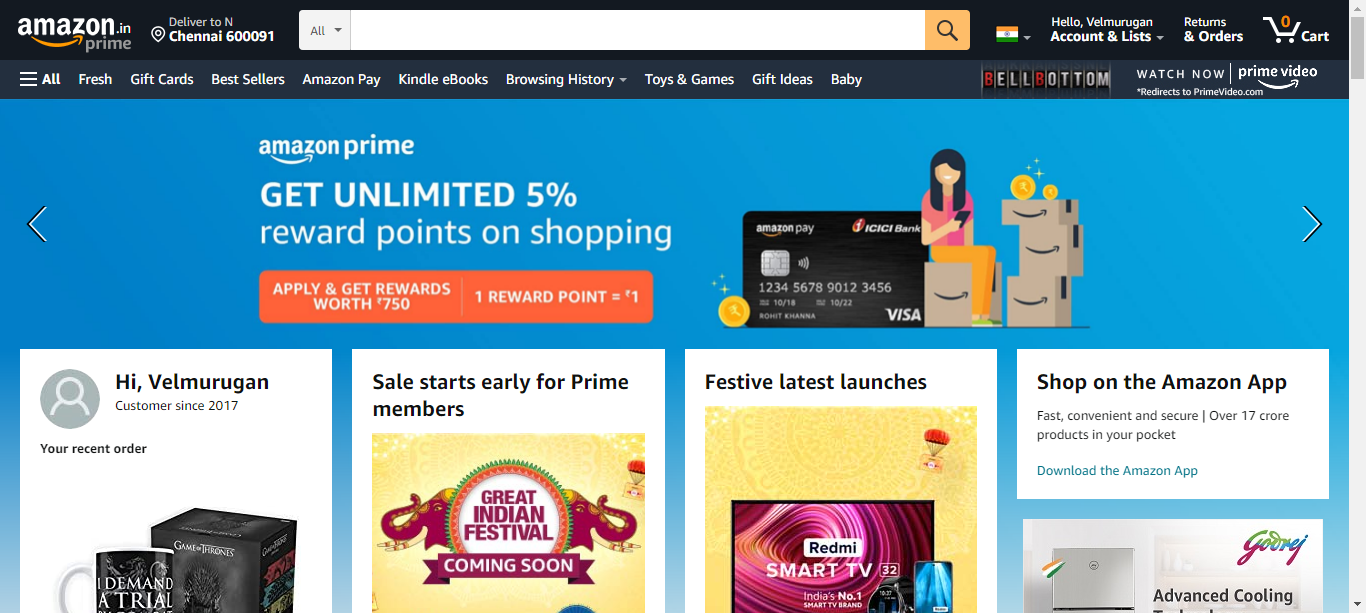 amazon.in
prime
Deliver to N
Chennai 600091
All
Hello, Velmurugan
Account & Lists
Returns
& Orders
0
Cart
All
Fresh
Gift Cards
Best Sellers
Amazon Pay
Kindle eBooks
Browsing History
Toys & Games
Gift Ideas
Baby
BELLBOTTOM
WATCH NOW
prime video
*Redirects to PrimeVideo.com
amazon prime
GET UNLIMITED 5%
reward points on shopping
APPLY & GET REWARDS
WORTH ₹750
1 REWARD POINT = ₹1
amazon pay
ICICI Bank
1234 5678 9012 3456
10/18
10/22
ROHIT KHANNA
VISA
Hi, Velmurugan
Customer since 2017
Your recent order
GAME OF THRONES
I DEMAND
A TRIAL
Sale starts early for Prime
members
GREAT
INDIAN
FESTIVAL
COMING SOON
Festive latest launches
Redmi
SMART TV 32
India's No.1
SMART TV BRAND
Shop on the Amazon App
Fast, convenient and secure | Over 17 crore
products in your pocket
Download the Amazon App
Godrej
Advanced Cooling